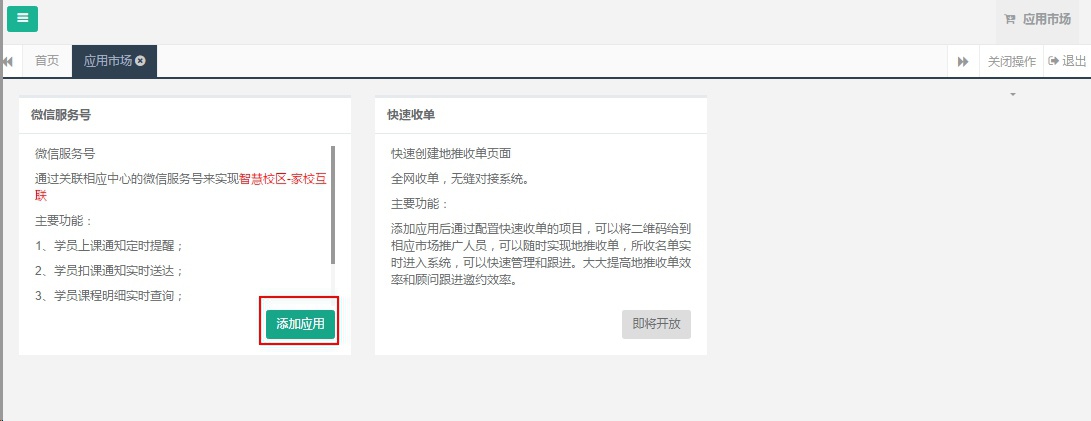 应用市场
首页
应用市场
关闭操作
退出
微信服务号
微信服务号
通过关联相应中心的微信服务号来实现智慧校区-家校互
联
主要功能：
1、学员上课通知定时提醒；
2、学员扣课通知实时送达；
3、学员课程明细实时查询；
添加应用
快速收单
快速创建地推收单页面
全网收单，无缝对接系统。
主要功能：
添加应用后通过配置快速收单的项目，可以将二维码给到
相应市场推广人员，可以随时实现地推收单，所收名单实
时进入系统，可以快速管理和跟进。大大提高地推收单效
率和顾问跟进邀约效率。
即将开放